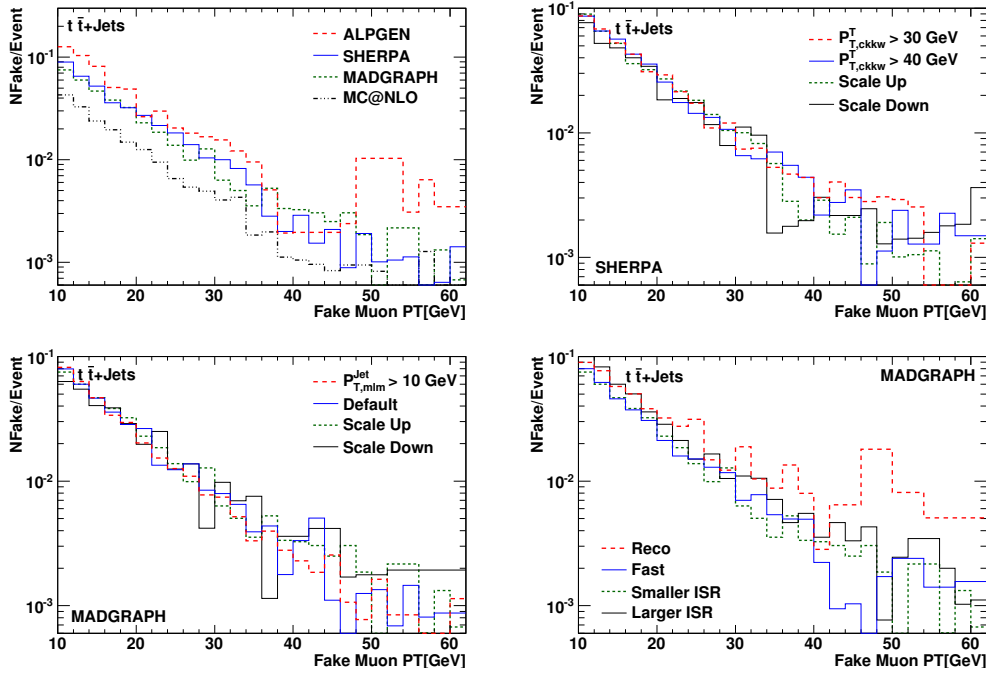 t t̄+Jets
ALPGEN
SHERPA
MADGRAPH
MC@NLO
NFake/Event
10⁻¹
10⁻²
10⁻³
10 20 30 40 50 60
Fake Muon PT[GeV]
t t̄+Jets
P^T_T,ckkw > 30 GeV
P^T_T,ckkw > 40 GeV
Scale Up
Scale Down
SHERPA
NFake/Event
10⁻¹
10⁻²
10⁻³
10 20 30 40 50 60
Fake Muon PT[GeV]
t t̄+Jets
P^Jet_T,mlm > 10 GeV
Default
Scale Up
Scale Down
MADGRAPH
NFake/Event
10⁻¹
10⁻²
10⁻³
10 20 30 40 50 60
Fake Muon PT[GeV]
t t̄+Jets
MADGRAPH
Reco
Fast
Smaller ISR
Larger ISR
NFake/Event
10⁻¹
10⁻²
10⁻³
10 20 30 40 50 60
Fake Muon PT[GeV]